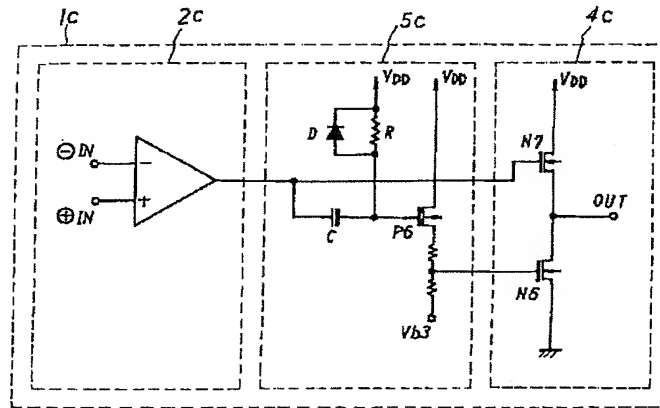 1c
2c
5c
4c
VDD
VDD
VDD
D
R
N7
⊖ IN
−
⊕ IN
+
OUT
C
P6
N6
Vb3